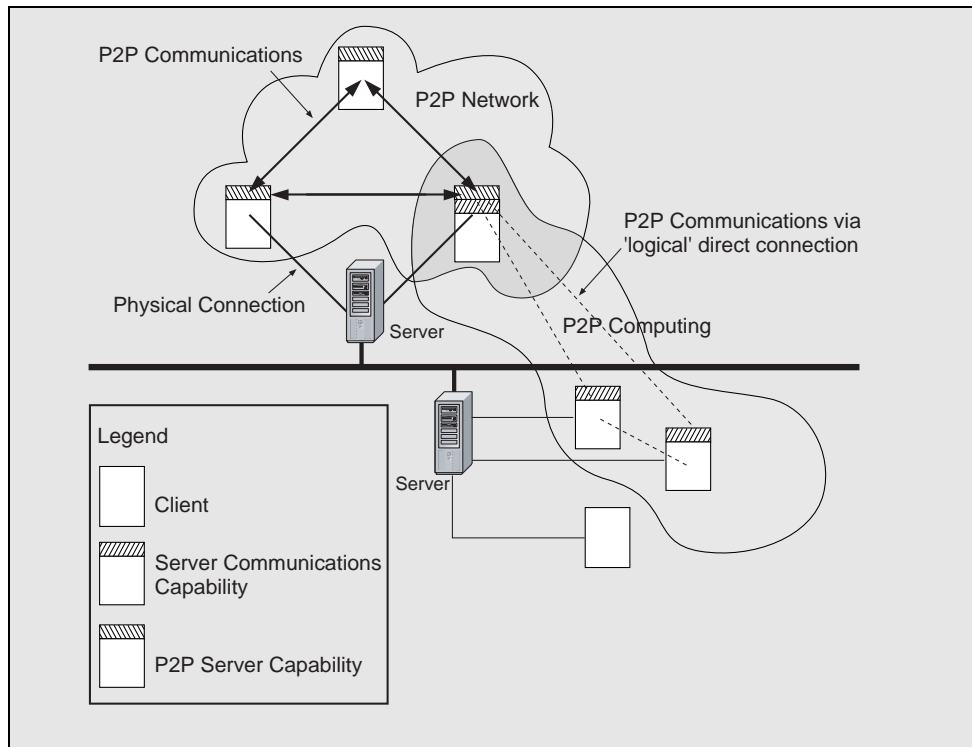 P2P Communications
P2P Network
P2P Communications via
'logical' direct connection
Physical Connection
Server
P2P Computing
Legend
Client
Server
Server Communications
Capability
P2P Server Capability